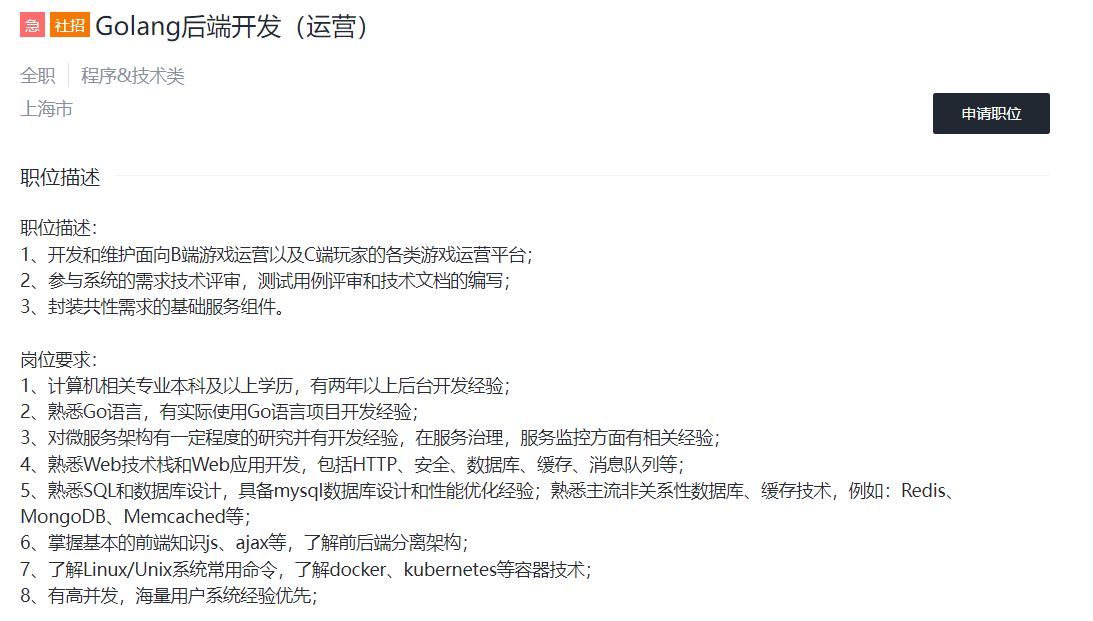 急 社招 Golang后端开发（运营）
全职 程序&技术类
上海市
申请职位
职位描述
职位描述：
1、开发和维护面向B端游戏运营以及C端玩家的各类游戏运营平台；
2、参与系统的需求技术评审，测试用例评审和技术文档的编写；
3、封装共性需求的基础服务组件。
岗位要求：
1、计算机相关专业本科及以上学历，有两年以上后台开发经验；
2、熟悉Go语言，有实际使用Go语言项目开发经验；
3、对微服务架构有一定程度的研究并有开发经验，在服务治理，服务监控方面有相关经验；
4、熟悉Web技术栈和Web应用开发，包括HTTP、安全、数据库、缓存、消息队列等；
5、熟悉SQL和数据库设计，具备mysql数据库设计和性能优化经验；熟悉主流非关系性数据库、缓存技术，例如：Redis、
MongoDB、Memcached等；
6、掌握基本的前端知识js、ajax等，了解前后端分离架构；
7、了解Linux/Unix系统常用命令，了解docker、kubernetes等容器技术；
8、有高并发，海量用户系统经验优先；